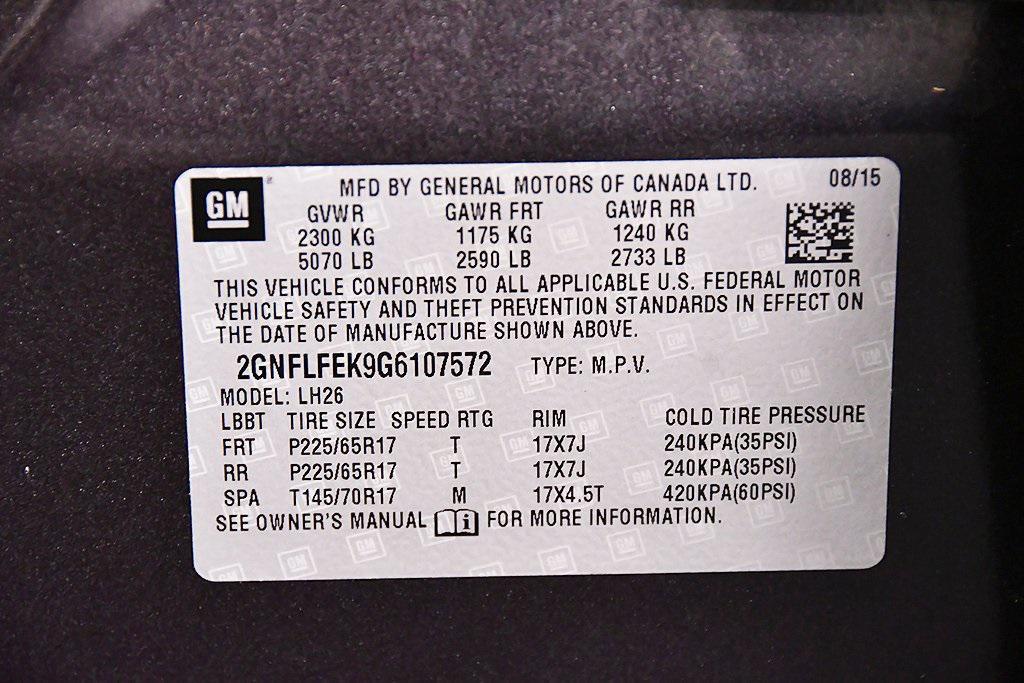 GM
MFD BY GENERAL MOTORS OF CANADA LTD. 08/15
GVWR GAWR FRT GAWR RR
2300 KG 1175 KG 1240 KG
5070 LB 2590 LB 2733 LB
THIS VEHICLE CONFORMS TO ALL APPLICABLE U.S. FEDERAL MOTOR
VEHICLE SAFETY AND THEFT PREVENTION STANDARDS IN EFFECT ON
THE DATE OF MANUFACTURE SHOWN ABOVE.
2GNFLFEK9G6107572 TYPE: M.P.V.
MODEL: LH26
LBBT TIRE SIZE SPEED RTG RIM COLD TIRE PRESSURE
FRT P225/65R17 T 17X7J 240KPA(35PSI)
RR P225/65R17 T 17X7J 240KPA(35PSI)
SPA T145/70R17 M 17X4.5T 420KPA(60PSI)
SEE OWNER'S MANUAL i FOR MORE INFORMATION.